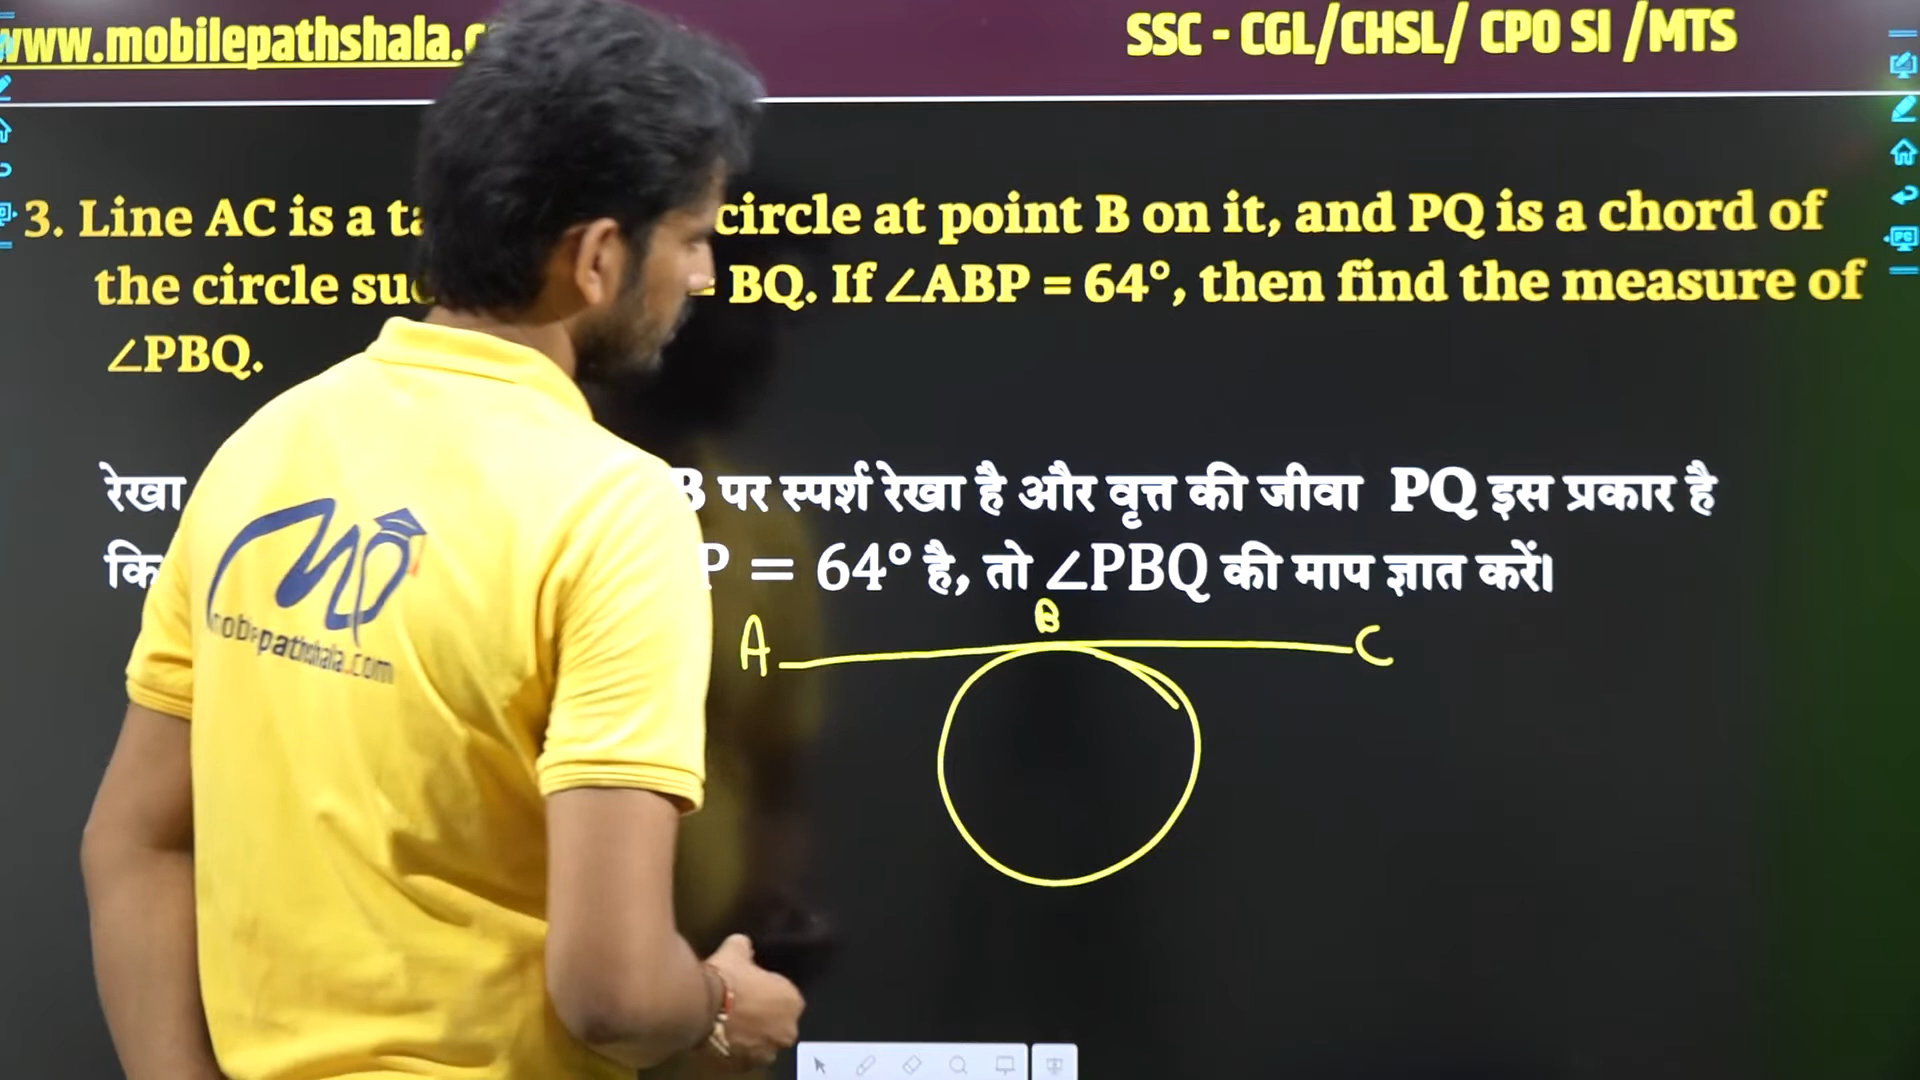 www.mobilepathshala.
SSC - CGL/CHSL/ CPO SI /MTS
3. Line AC is a circle at point B on it, and PQ is a chord of
the circle = BQ. If ∠ABP = 64°, then find the measure of
∠PBQ.
रेखा B पर स्पर्श रेखा है और वृत्त की जीवा PQ इस प्रकार है
कि P = 64° है, तो ∠PBQ की माप ज्ञात करें।
B
A C
mobilepathshala.com
PC